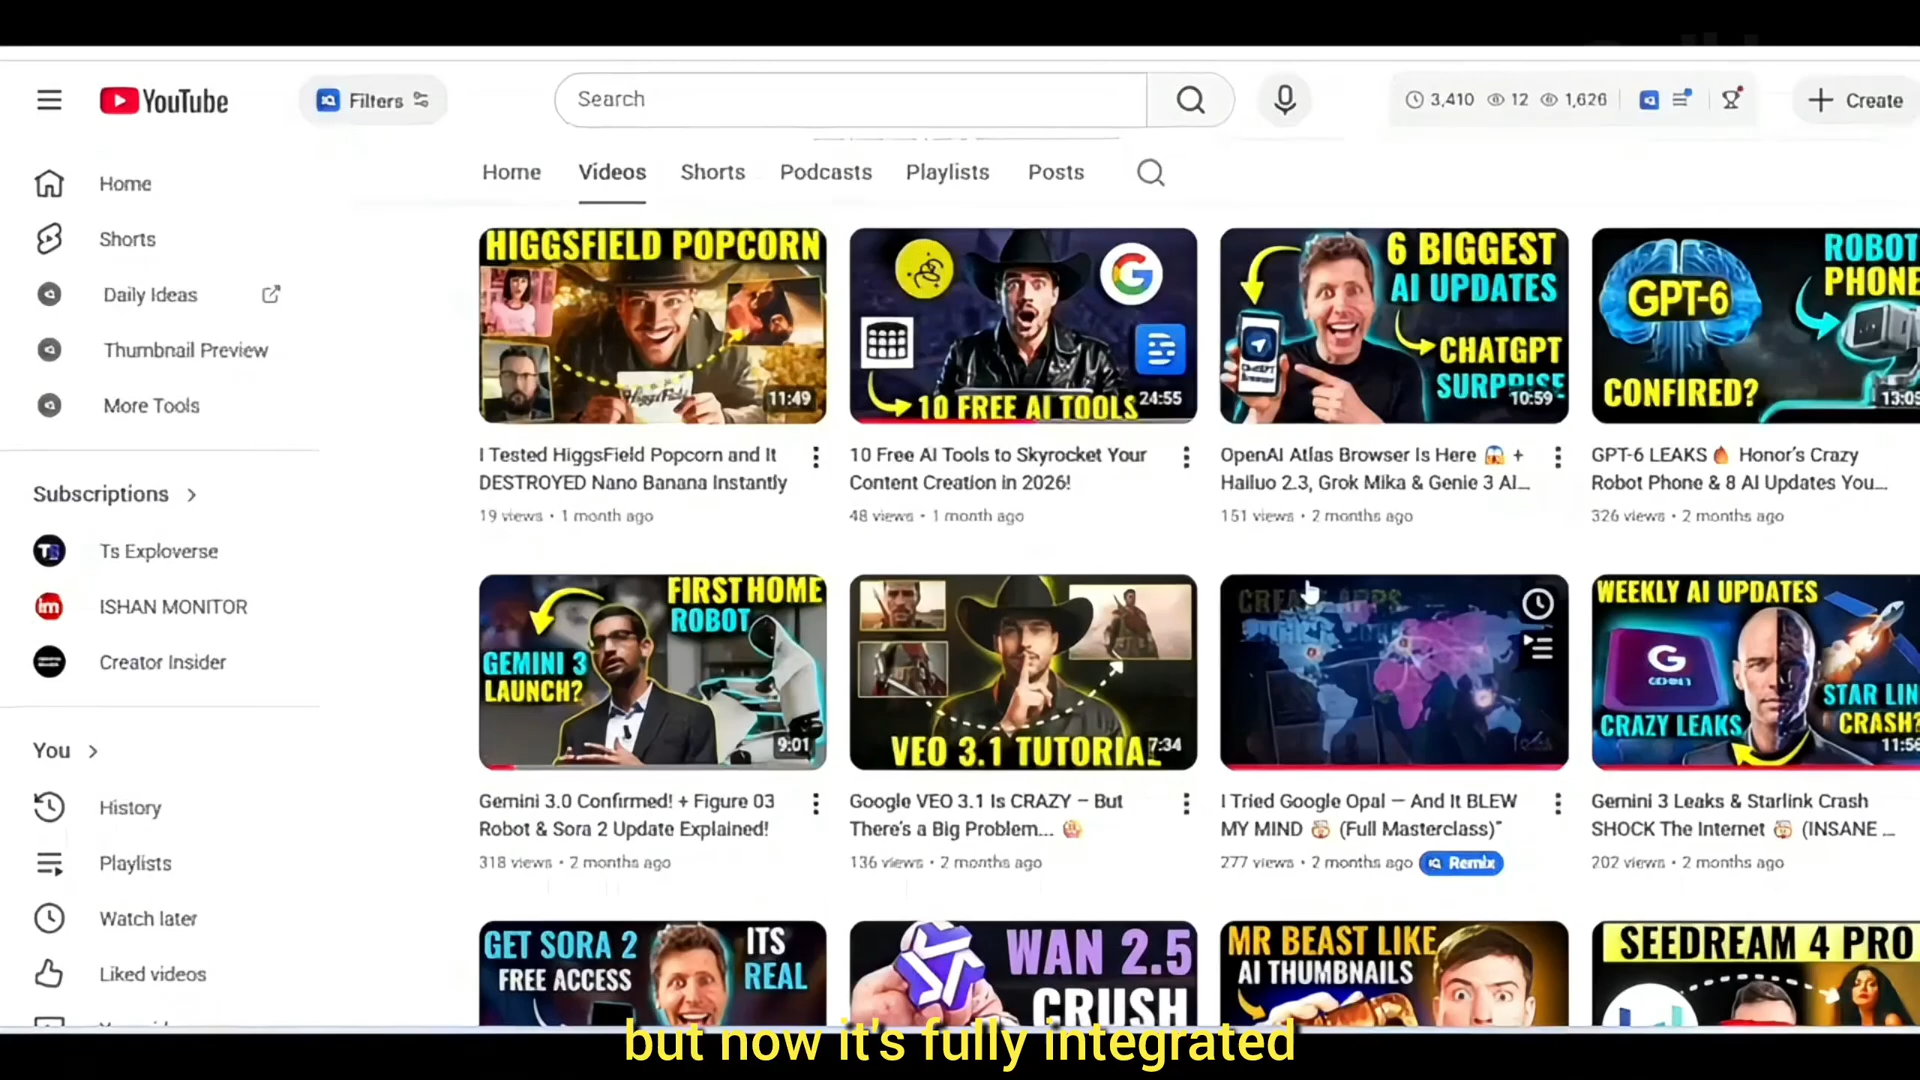 YouTube
Filters
Search
3,410
12
1,626
Create
Home
Shorts
Daily Ideas
Thumbnail Preview
More Tools
Subscriptions
Ts Exploverse
ISHAN MONITOR
Creator Insider
You
History
Playlists
Watch later
Liked videos
Home Videos Shorts Podcasts Playlists Posts
HIGGSFIELD POPCORN
11:49
I Tested HiggsField Popcorn and It
DESTROYED Nano Banana Instantly
19 views • 1 month ago
10 FREE AI TOOLS
24:55
10 Free AI Tools to Skyrocket Your
Content Creation in 2026!
48 views • 1 month ago
6 BIGGEST
AI UPDATES
CHATGPT
SURPRISE
10:59
OpenAI Atlas Browser Is Here 😱 +
Hailuo 2.3, Grok Mika & Genie 3 AI...
151 views • 2 months ago
GPT-6
ROBOT
PHONE
CONFIRED?
13:05
GPT-6 LEAKS 🔥 Honor's Crazy
Robot Phone & 8 AI Updates You...
326 views • 2 months ago
FIRST HOME
ROBOT
GEMINI 3
LAUNCH?
9:01
Gemini 3.0 Confirmed! + Figure 03
Robot & Sora 2 Update Explained!
318 views • 2 months ago
VEO 3.1 TUTORIAL
7:34
Google VEO 3.1 Is CRAZY – But
There's a Big Problem... 🤯
136 views • 2 months ago
I Tried Google Opal — And It BLEW
MY MIND 🤯 (Full Masterclass)"
277 views • 2 months ago
Remix
WEEKLY AI UPDATES
CRAZY LEAKS
STAR LIN
CRASH?
11:56
Gemini 3 Leaks & Starlink Crash
SHOCK The Internet 🤯 (INSANE ...
202 views • 2 months ago
GET SORA 2
FREE ACCESS
ITS
REAL
WAN 2.5
CRUSH
MR BEAST LIKE
AI THUMBNAILS
SEEDREAM 4 PRO
but now it's fully integrated